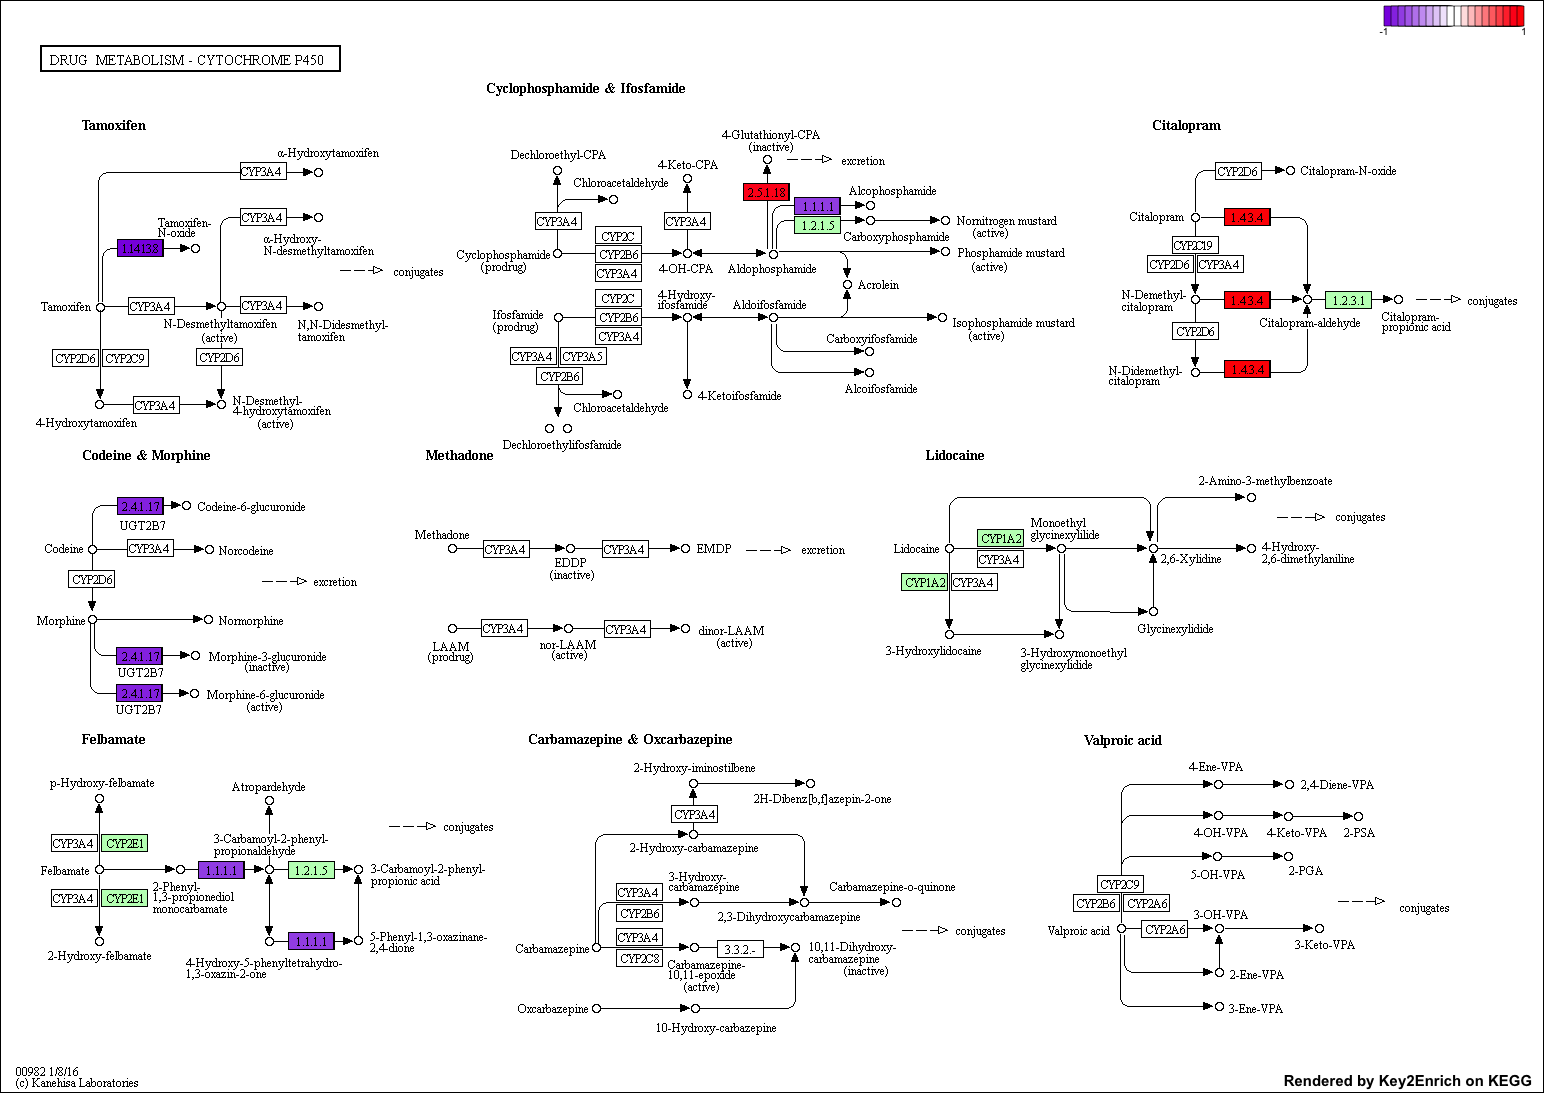 -1
1
DRUG METABOLISM - CYTOCHROME P450
Cyclophosphamide & Ifosfamide
Tamoxifen
α-Hydroxytamoxifen
CYP3A4
Tamoxifen-
N-oxide
CYP3A4
α-Hydroxy-
N-desmethyltamoxifen
conjugates
Tamoxifen
CYP3A4
CYP3A4
N-Desmethyltamoxifen
(active)
N,N-Didesmethyl-
tamoxifen
CYP2D6
CYP2C9
CYP2D6
CYP3A4
N-Desmethyl-
4-hydroxytamoxifen
(active)
4-Hydroxytamoxifen
Dechloroethyl-CPA
Chloroacetaldehyde
CYP3A4
4-Keto-CPA
CYP3A4
4-Glutathionyl-CPA
(inactive)
excretion
2.5.1.18
Alcophosphamide
1.1.1.1
1.2.1.5
Carboxyphosphamide
Nornitrogen mustard
(active)
CYP2C
CYP2B6
CYP3A4
Cyclophosphamide
(prodrug)
4-OH-CPA
Aldophosphamide
Phosphamide mustard
(active)
Acrolein
CYP2C
CYP2B6
CYP3A4
4-Hydroxy-
ifosfamide
Aldoifosfamide
Ifosfamide
(prodrug)
Isophosphamide mustard
(active)
Carboxyifosfamide
Alcoifosfamide
CYP3A4
CYP3A5
CYP2B6
4-Ketoifosfamide
Chloroacetaldehyde
Dechloroethylifosfamide
Citalopram
CYP2D6
Citalopram-N-oxide
Citalopram
1.4.3.4
CYP2C19
CYP2D6
CYP3A4
N-Demethyl-
citalopram
1.4.3.4
1.2.3.1
conjugates
Citalopram-aldehyde
Citalopram-
propionic acid
CYP2D6
N-Didemethyl-
citalopram
1.4.3.4
Codeine & Morphine
2.4.1.17
Codeine-6-glucuronide
UGT2B7
Codeine
CYP3A4
Norcodeine
CYP2D6
excretion
Morphine
Normorphine
2.4.1.17
Morphine-3-glucuronide
(inactive)
UGT2B7
2.4.1.17
Morphine-6-glucuronide
(active)
UGT2B7
Methadone
Methadone
CYP3A4
CYP3A4
EMDP
excretion
EDDP
(inactive)
CYP3A4
CYP3A4
dinor-LAAM
(active)
LAAM
(prodrug)
nor-LAAM
(active)
Lidocaine
2-Amino-3-methylbenzoate
conjugates
Monoethyl
glycinexylilide
CYP1A2
CYP3A4
Lidocaine
2,6-Xylidine
4-Hydroxy-
2,6-dimethylaniline
CYP1A2
CYP3A4
Glycinexylidide
3-Hydroxylidocaine
3-Hydroxymonoethyl
glycinexylidide
Felbamate
p-Hydroxy-felbamate
Atropardehyde
conjugates
CYP3A4
CYP2E1
3-Carbamoyl-2-phenyl-
propionaldehyde
Felbamate
1.1.1.1
1.2.1.5
3-Carbamoyl-2-phenyl-
propionic acid
CYP3A4
CYP2E1
2-Phenyl-
1,3-propionediol
monocarbamate
1.1.1.1
5-Phenyl-1,3-oxazinane-
2,4-dione
2-Hydroxy-felbamate
4-Hydroxy-5-phenyltetrahydro-
1,3-oxazin-2-one
Carbamazepine & Oxcarbazepine
2-Hydroxy-iminostilbene
2H-Dibenz[b,f]azepin-2-one
CYP3A4
2-Hydroxy-carbamazepine
3-Hydroxy-
carbamazepine
CYP3A4
CYP2B6
Carbamazepine-o-quinone
2,3-Dihydroxycarbamazepine
conjugates
CYP3A4
CYP2C8
Carbamazepine
3.3.2.-
10,11-Dihydroxy-
carbamazepine
(inactive)
Carbamazepine-
10,11-epoxide
(active)
Oxcarbazepine
10-Hydroxy-carbazepine
Valproic acid
4-Ene-VPA
2,4-Diene-VPA
4-OH-VPA
4-Keto-VPA
2-PSA
5-OH-VPA
2-PGA
CYP2C9
CYP2B6
CYP2A6
3-OH-VPA
conjugates
Valproic acid
CYP2A6
3-Keto-VPA
2-Ene-VPA
3-Ene-VPA
00982 1/8/16
(c) Kanehisa Laboratories
Rendered by Key2Enrich on KEGG